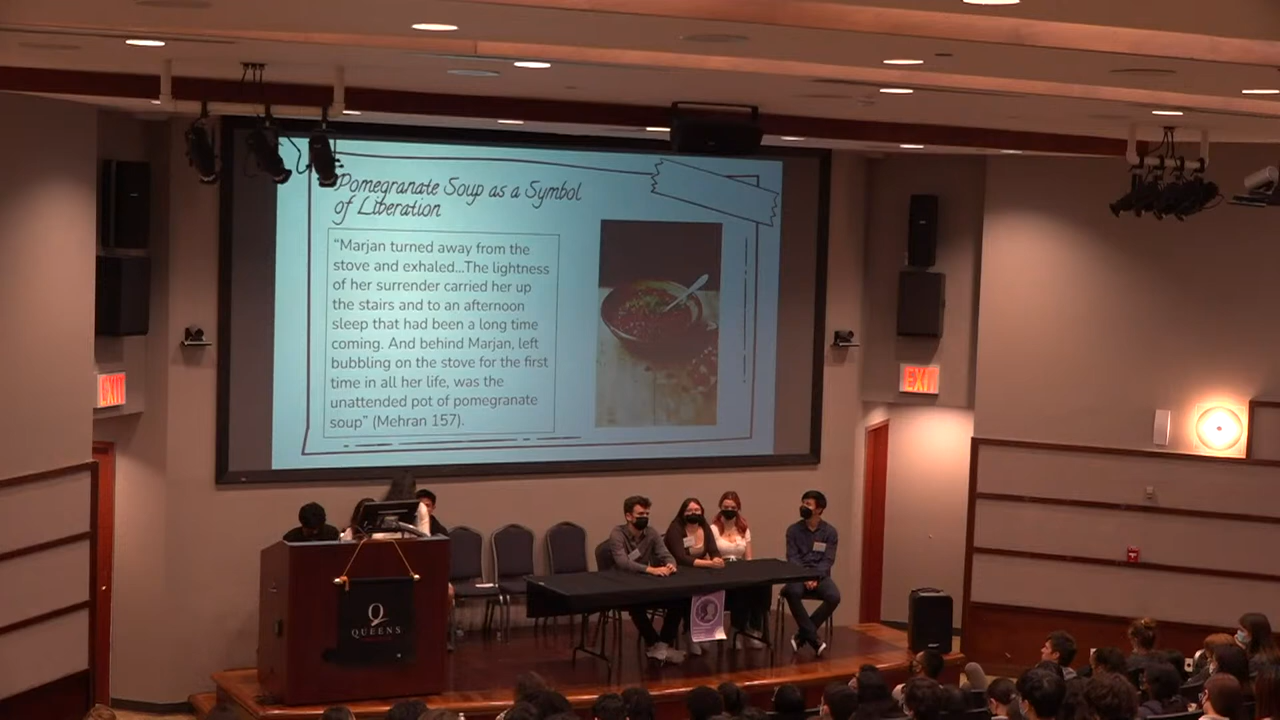 Pomegranate Soup as a Symbol
of Liberation
“Marjan turned away from the
stove and exhaled...The lightness
of her surrender carried her up
the stairs and to an afternoon
sleep that had been a long time
coming. And behind Marjan, left
bubbling on the stove for the first
time in all her life, was the
unattended pot of pomegranate
soup” (Mehran 157).
EXIT
EXIT
Q
QUEENS